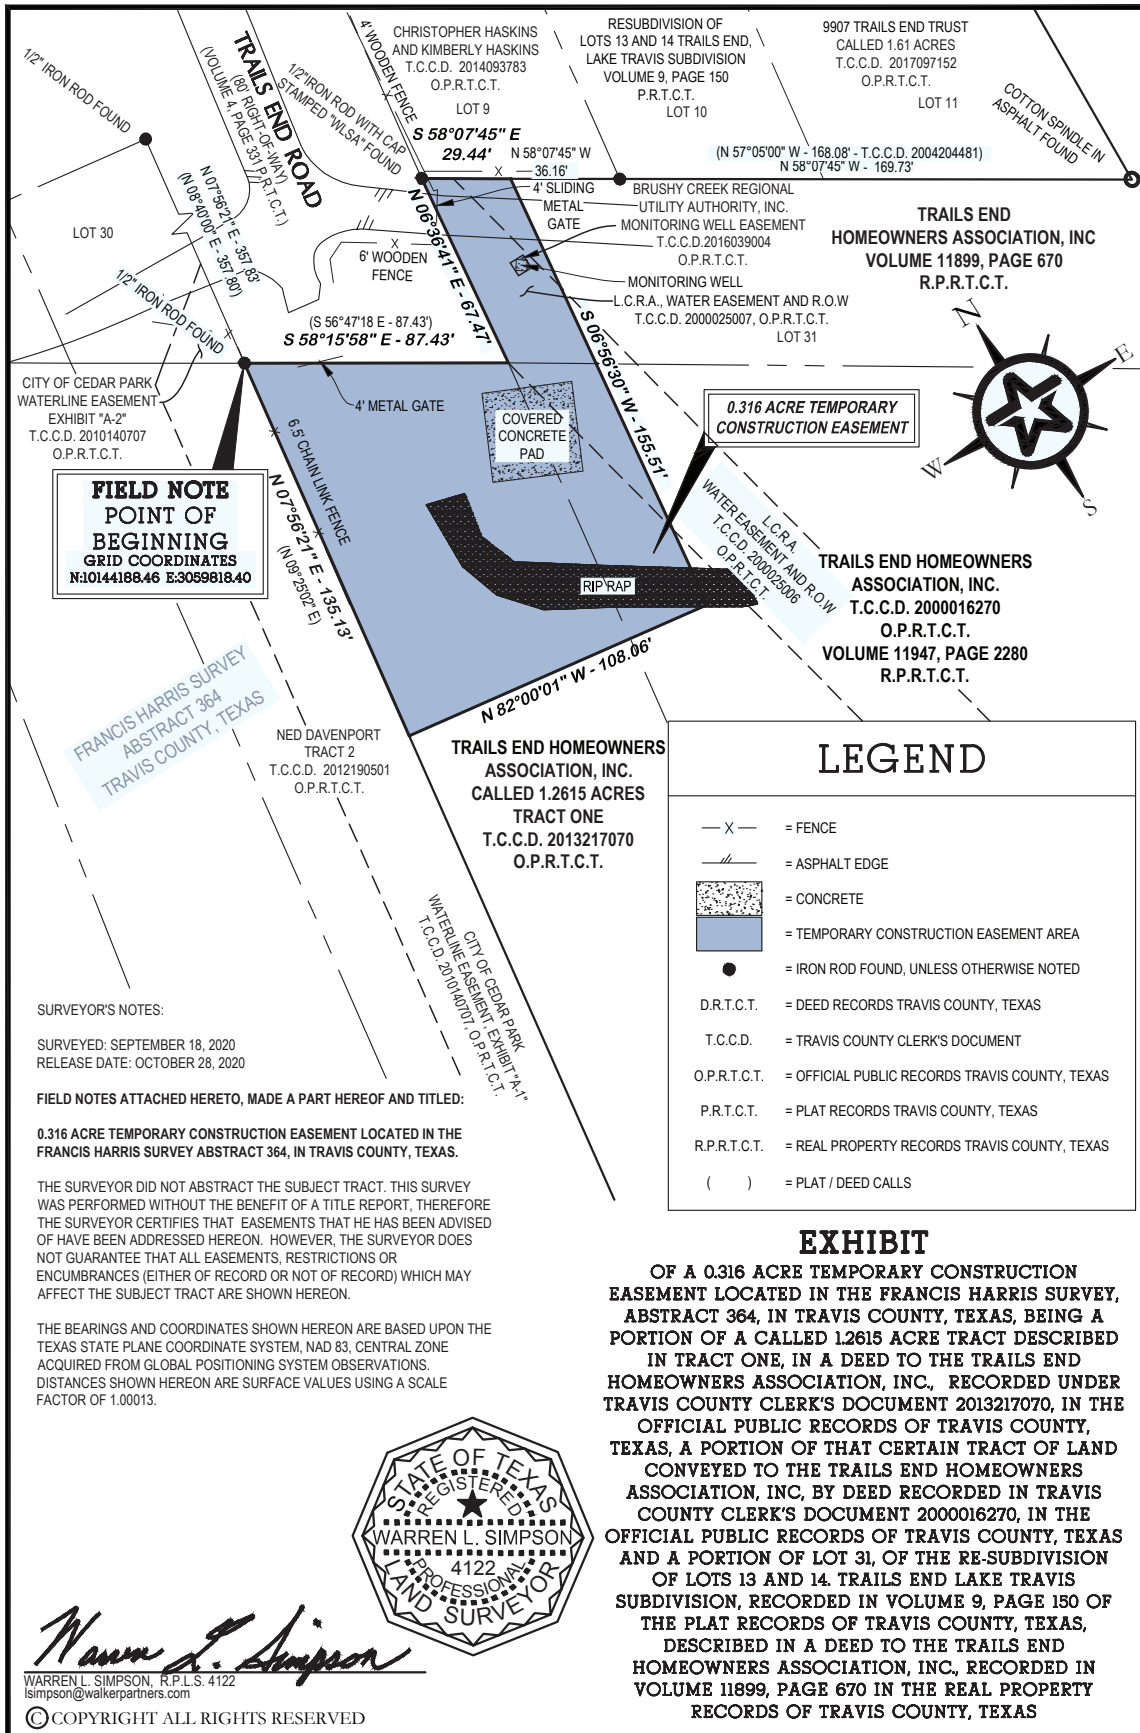 CHRISTOPHER HASKINS
AND KIMBERLY HASKINS
T.C.C.D. 2014093783
O.P.R.T.C.T.
LOT 9
RESUBDIVISION OF
LOTS 13 AND 14 TRAILS END,
LAKE TRAVIS SUBDIVISION
VOLUME 9, PAGE 150
P.R.T.C.T.
LOT 10
9907 TRAILS END TRUST
CALLED 1.61 ACRES
T.C.C.D. 2017097152
O.P.R.T.C.T.
LOT 11
COTTON SPINDLE IN
ASPHALT FOUND
1/2" IRON ROD FOUND
TRAILS END ROAD
(80' RIGHT-OF-WAY)
(VOLUME 4, PAGE 331 P.R.T.C.T.)
1/2"IRON ROD WITH CAP
STAMPED "WLSA" FOUND
4' WOODEN FENCE
S 58°07'45" E
29.44'
N 58°07'45" W
36.16'
(N 57°05'00" W - 168.08' - T.C.C.D. 2004204481)
N 58°07'45" W - 169.73'
4' SLIDING
METAL
GATE
BRUSHY CREEK REGIONAL
UTILITY AUTHORITY, INC.
MONITORING WELL EASEMENT
T.C.C.D.2016039004
O.P.R.T.C.T.
MONITORING WELL
L.C.R.A., WATER EASEMENT AND R.O.W
T.C.C.D. 2000025007, O.P.R.T.C.T.
LOT 31
TRAILS END
HOMEOWNERS ASSOCIATION, INC
VOLUME 11899, PAGE 670
R.P.R.T.C.T.
LOT 30
N 07°56'21" E - 357.83'
(N 08°40'00" E - 357.80')
1/2" IRON ROD FOUND
6' WOODEN
FENCE
N 06°36'41" E - 67.47'
(S 56°47'18 E - 87.43')
S 58°15'58" E - 87.43'
S 06°56'30" W - 155.51'
N
E
W
S
CITY OF CEDAR PARK
WATERLINE EASEMENT
EXHIBIT "A-2"
T.C.C.D. 2010140707
O.P.R.T.C.T.
4' METAL GATE
COVERED
CONCRETE
PAD
0.316 ACRE TEMPORARY
CONSTRUCTION EASEMENT
FIELD NOTE
POINT OF
BEGINNING
GRID COORDINATES
N:10144188.46 E:3059818.40
6.5' CHAIN LINK FENCE
N 07°56'21" E - 135.13'
(N 09°25'02" E)
L.C.R.A.
WATER EASEMENT AND R.O.W
T.C.C.D. 2000025006
O.P.R.T.C.T.
RIP RAP
TRAILS END HOMEOWNERS
ASSOCIATION, INC.
T.C.C.D. 2000016270
O.P.R.T.C.T.
VOLUME 11947, PAGE 2280
R.P.R.T.C.T.
N 82°00'01" W - 108.06'
FRANCIS HARRIS SURVEY
ABSTRACT 364
TRAVIS COUNTY, TEXAS
NED DAVENPORT
TRACT 2
T.C.C.D. 2012190501
O.P.R.T.C.T.
TRAILS END HOMEOWNERS
ASSOCIATION, INC.
CALLED 1.2615 ACRES
TRACT ONE
T.C.C.D. 2013217070
O.P.R.T.C.T.
CITY OF CEDAR PARK
WATERLINE EASEMENT, EXHIBIT "A-1"
T.C.C.D. 2010140707, O.P.R.T.C.T.
LEGEND
X = FENCE
= ASPHALT EDGE
= CONCRETE
= TEMPORARY CONSTRUCTION EASEMENT AREA
= IRON ROD FOUND, UNLESS OTHERWISE NOTED
D.R.T.C.T. = DEED RECORDS TRAVIS COUNTY, TEXAS
T.C.C.D. = TRAVIS COUNTY CLERK'S DOCUMENT
O.P.R.T.C.T. = OFFICIAL PUBLIC RECORDS TRAVIS COUNTY, TEXAS
P.R.T.C.T. = PLAT RECORDS TRAVIS COUNTY, TEXAS
R.P.R.T.C.T. = REAL PROPERTY RECORDS TRAVIS COUNTY, TEXAS
( ) = PLAT / DEED CALLS
SURVEYOR'S NOTES:
SURVEYED: SEPTEMBER 18, 2020
RELEASE DATE: OCTOBER 28, 2020
FIELD NOTES ATTACHED HERETO, MADE A PART HEREOF AND TITLED:
0.316 ACRE TEMPORARY CONSTRUCTION EASEMENT LOCATED IN THE
FRANCIS HARRIS SURVEY ABSTRACT 364, IN TRAVIS COUNTY, TEXAS.
THE SURVEYOR DID NOT ABSTRACT THE SUBJECT TRACT. THIS SURVEY
WAS PERFORMED WITHOUT THE BENEFIT OF A TITLE REPORT, THEREFORE
THE SURVEYOR CERTIFIES THAT EASEMENTS THAT HE HAS BEEN ADVISED
OF HAVE BEEN ADDRESSED HEREON. HOWEVER, THE SURVEYOR DOES
NOT GUARANTEE THAT ALL EASEMENTS, RESTRICTIONS OR
ENCUMBRANCES (EITHER OF RECORD OR NOT OF RECORD) WHICH MAY
AFFECT THE SUBJECT TRACT ARE SHOWN HEREON.
THE BEARINGS AND COORDINATES SHOWN HEREON ARE BASED UPON THE
TEXAS STATE PLANE COORDINATE SYSTEM, NAD 83, CENTRAL ZONE
ACQUIRED FROM GLOBAL POSITIONING SYSTEM OBSERVATIONS.
DISTANCES SHOWN HEREON ARE SURFACE VALUES USING A SCALE
FACTOR OF 1.00013.
EXHIBIT
OF A 0.316 ACRE TEMPORARY CONSTRUCTION
EASEMENT LOCATED IN THE FRANCIS HARRIS SURVEY,
ABSTRACT 364, IN TRAVIS COUNTY, TEXAS, BEING A
PORTION OF A CALLED 1.2615 ACRE TRACT DESCRIBED
IN TRACT ONE, IN A DEED TO THE TRAILS END
HOMEOWNERS ASSOCIATION, INC., RECORDED UNDER
TRAVIS COUNTY CLERK'S DOCUMENT 2013217070, IN THE
OFFICIAL PUBLIC RECORDS OF TRAVIS COUNTY,
TEXAS, A PORTION OF THAT CERTAIN TRACT OF LAND
CONVEYED TO THE TRAILS END HOMEOWNERS
ASSOCIATION, INC, BY DEED RECORDED IN TRAVIS
COUNTY CLERK'S DOCUMENT 2000016270, IN THE
OFFICIAL PUBLIC RECORDS OF TRAVIS COUNTY, TEXAS
AND A PORTION OF LOT 31, OF THE RE-SUBDIVISION
OF LOTS 13 AND 14. TRAILS END LAKE TRAVIS
SUBDIVISION, RECORDED IN VOLUME 9, PAGE 150 OF
THE PLAT RECORDS OF TRAVIS COUNTY, TEXAS,
DESCRIBED IN A DEED TO THE TRAILS END
HOMEOWNERS ASSOCIATION, INC., RECORDED IN
VOLUME 11899, PAGE 670 IN THE REAL PROPERTY
RECORDS OF TRAVIS COUNTY, TEXAS
STATE OF TEXAS
REGISTERED
WARREN L. SIMPSON
4122
PROFESSIONAL
LAND SURVEYOR
Warren L. Simpson
WARREN L. SIMPSON, R.P.L.S. 4122
lsimpson@walkerpartners.com
© COPYRIGHT ALL RIGHTS RESERVED